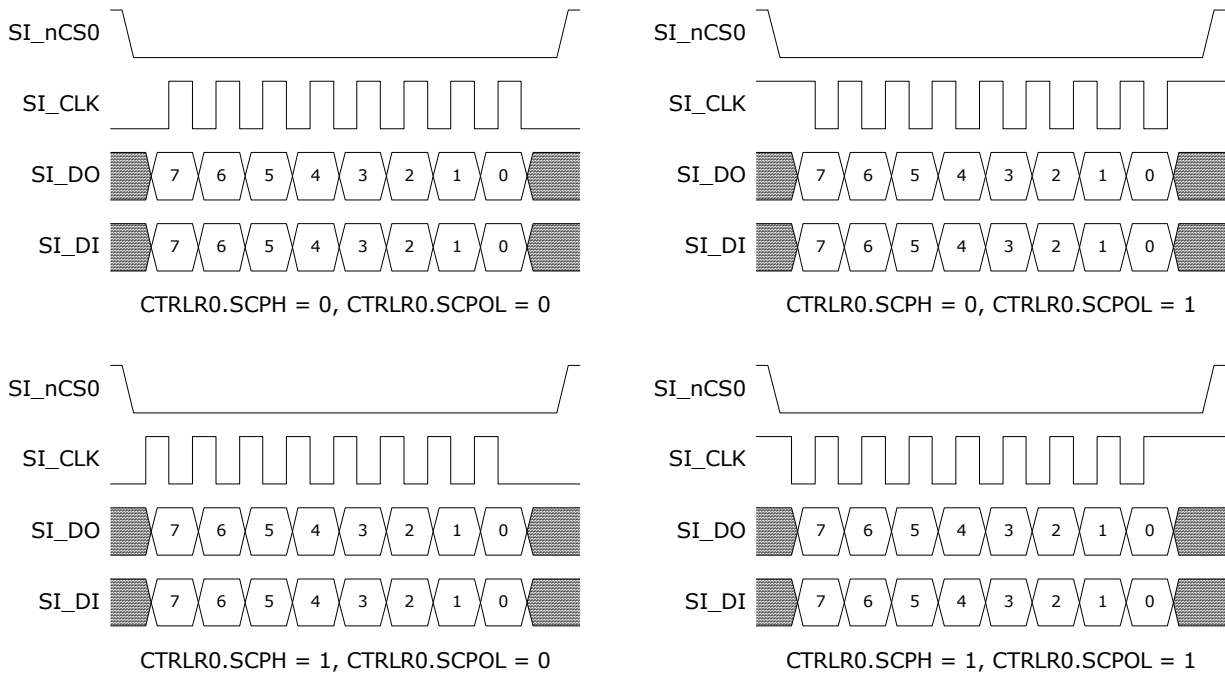 SI_nCS0
SI_CLK
SI_DO 7 6 5 4 3 2 1 0
SI_DI 7 6 5 4 3 2 1 0
CTRLR0.SCPH = 0, CTRLR0.SCPOL = 0
SI_nCS0
SI_CLK
SI_DO 7 6 5 4 3 2 1 0
SI_DI 7 6 5 4 3 2 1 0
CTRLR0.SCPH = 0, CTRLR0.SCPOL = 1
SI_nCS0
SI_CLK
SI_DO 7 6 5 4 3 2 1 0
SI_DI 7 6 5 4 3 2 1 0
CTRLR0.SCPH = 1, CTRLR0.SCPOL = 0
SI_nCS0
SI_CLK
SI_DO 7 6 5 4 3 2 1 0
SI_DI 7 6 5 4 3 2 1 0
CTRLR0.SCPH = 1, CTRLR0.SCPOL = 1